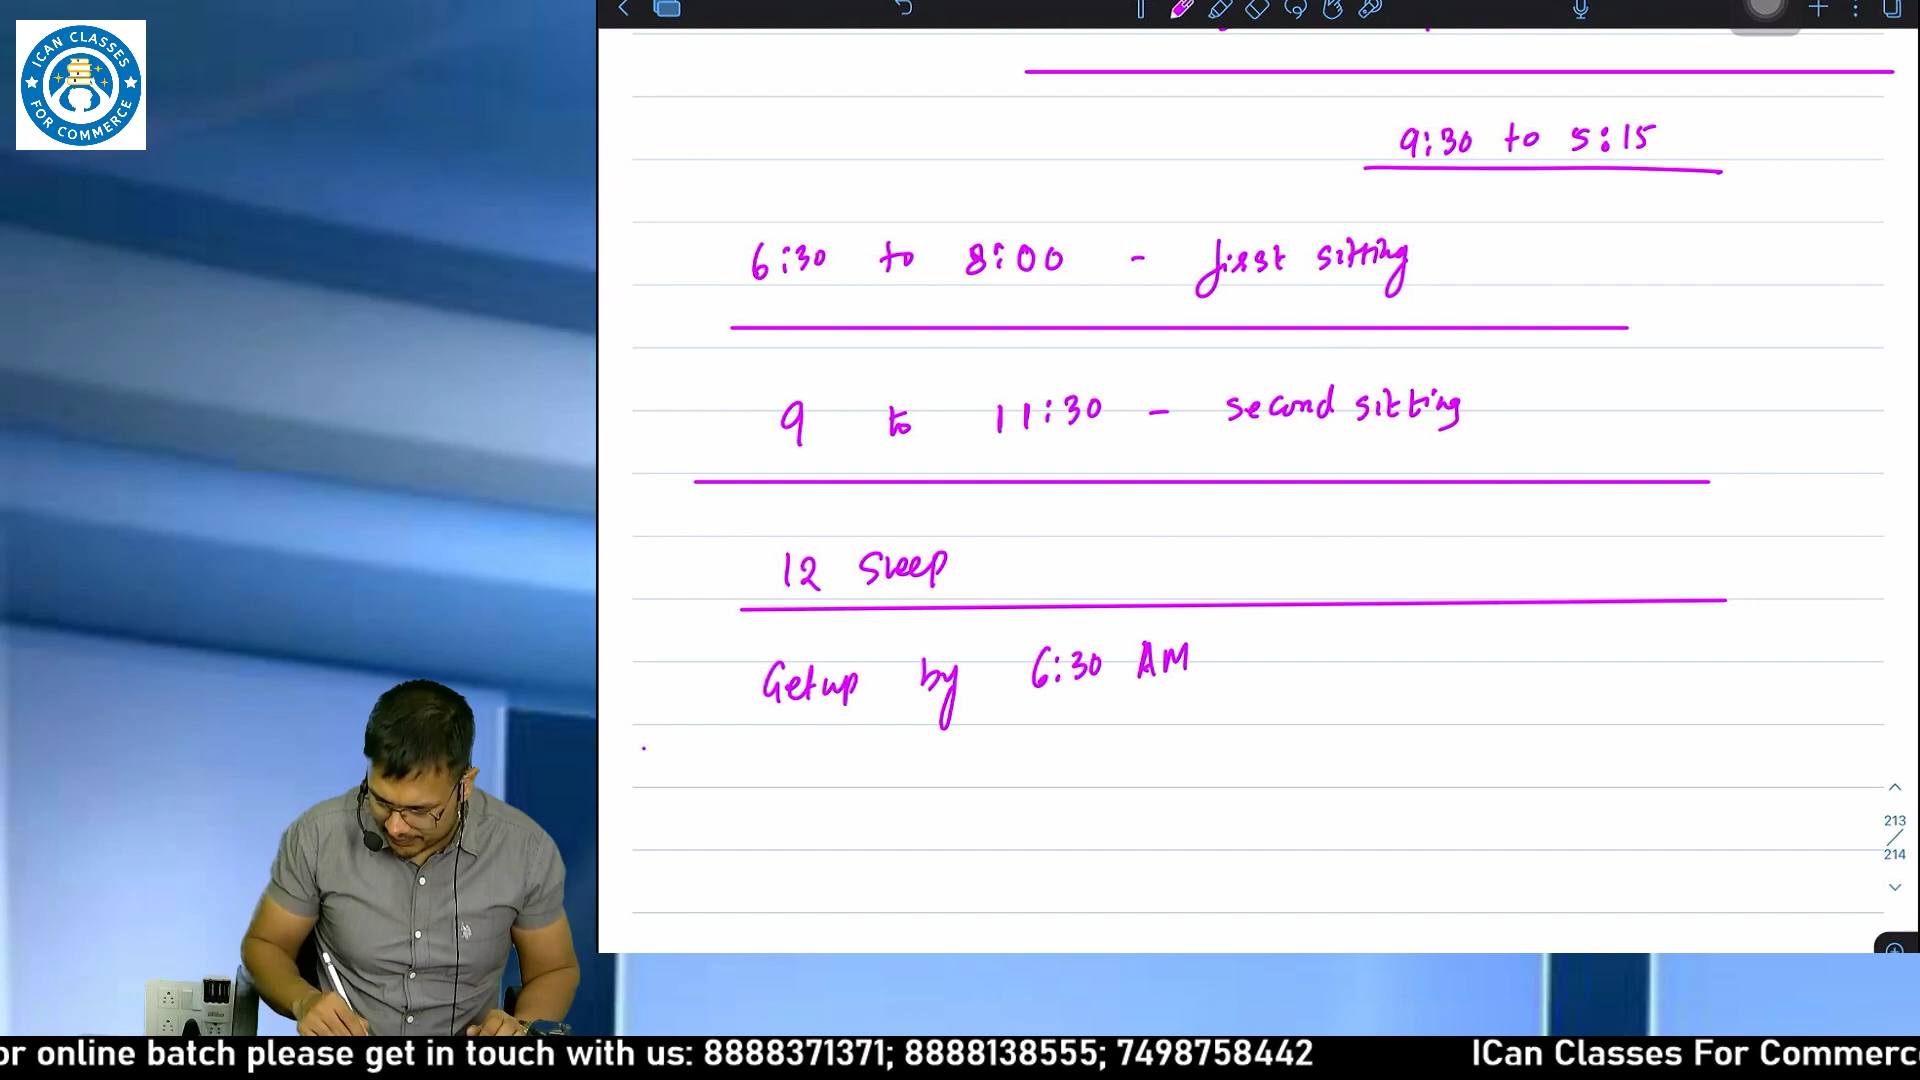 ICAN CLASSES
FOR COMMERCE
9:30 to 5:15
6:30 to 8:00 - first sitting
9 to 11:30 - second sitting
12 Sleep
Getup by 6:30 AM
213
214
or online batch please get in touch with us: 8888371371; 8888138555; 7498758442 ICan Classes For Commerc